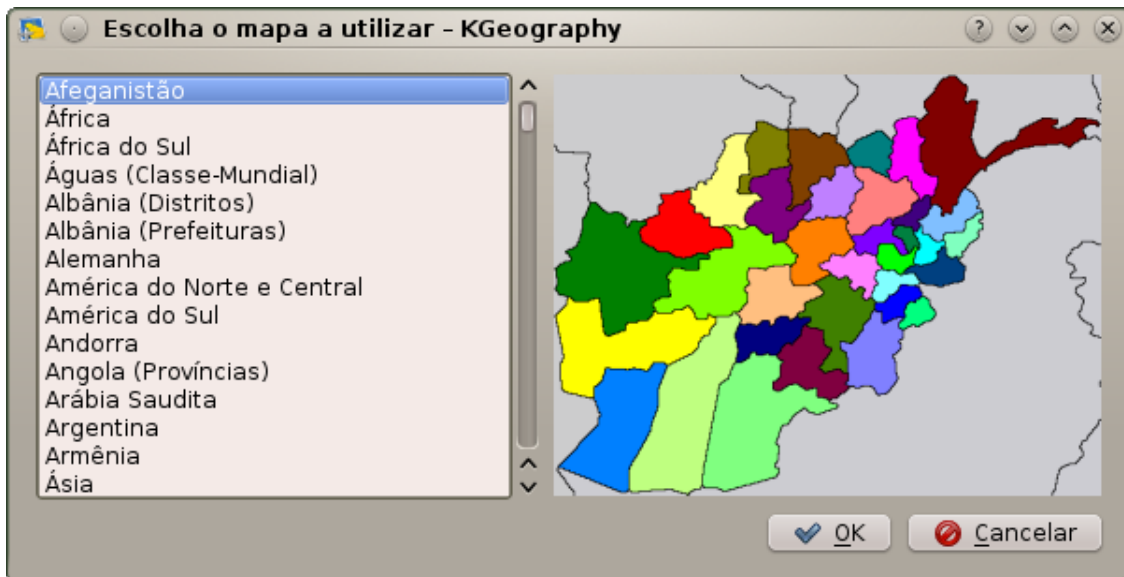 Escolha o mapa a utilizar – KGeography
Afeganistão
África
África do Sul
Águas (Classe-Mundial)
Albânia (Distritos)
Albânia (Prefeituras)
Alemanha
América do Norte e Central
América do Sul
Andorra
Angola (Províncias)
Arábia Saudita
Argentina
Armênia
Ásia
OK
Cancelar